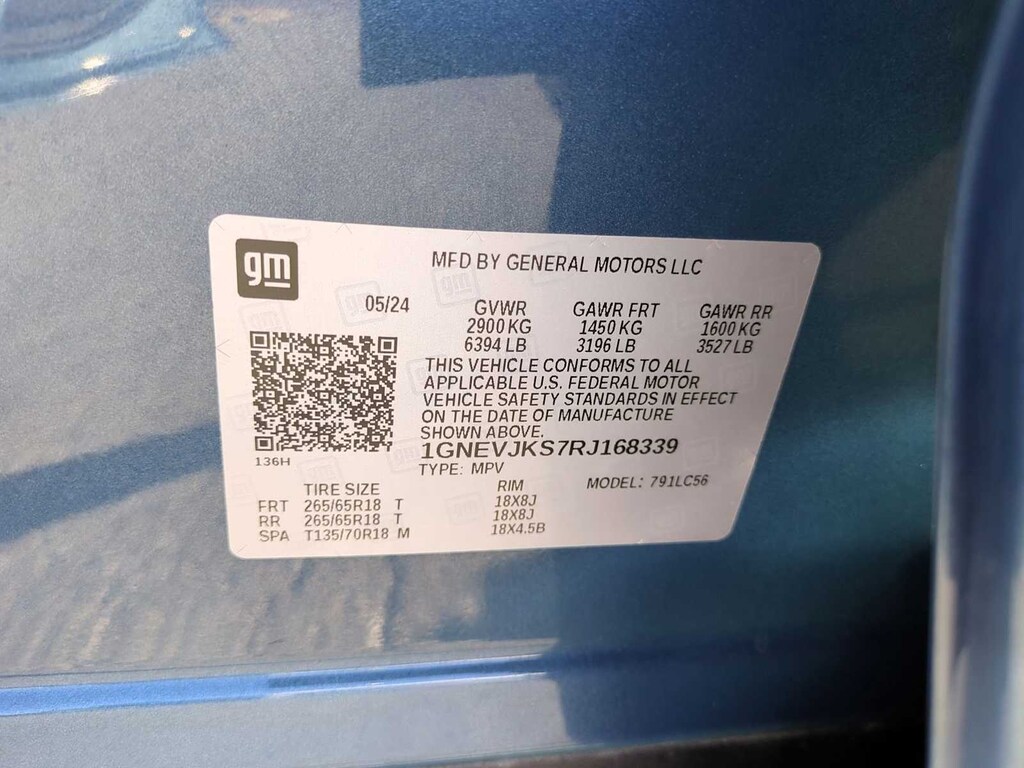 gm
MFD BY GENERAL MOTORS LLC
05/24 GVWR GAWR FRT GAWR RR
2900 KG 1450 KG 1600 KG
6394 LB 3196 LB 3527 LB
THIS VEHICLE CONFORMS TO ALL
APPLICABLE U.S. FEDERAL MOTOR
VEHICLE SAFETY STANDARDS IN EFFECT
ON THE DATE OF MANUFACTURE
SHOWN ABOVE.
1GNEVJKS7RJ168339
136H
TYPE: MPV MODEL: 791LC56
TIRE SIZE RIM
FRT 265/65R18 T 18X8J
RR 265/65R18 T 18X8J
SPA T135/70R18 M 18X4.5B